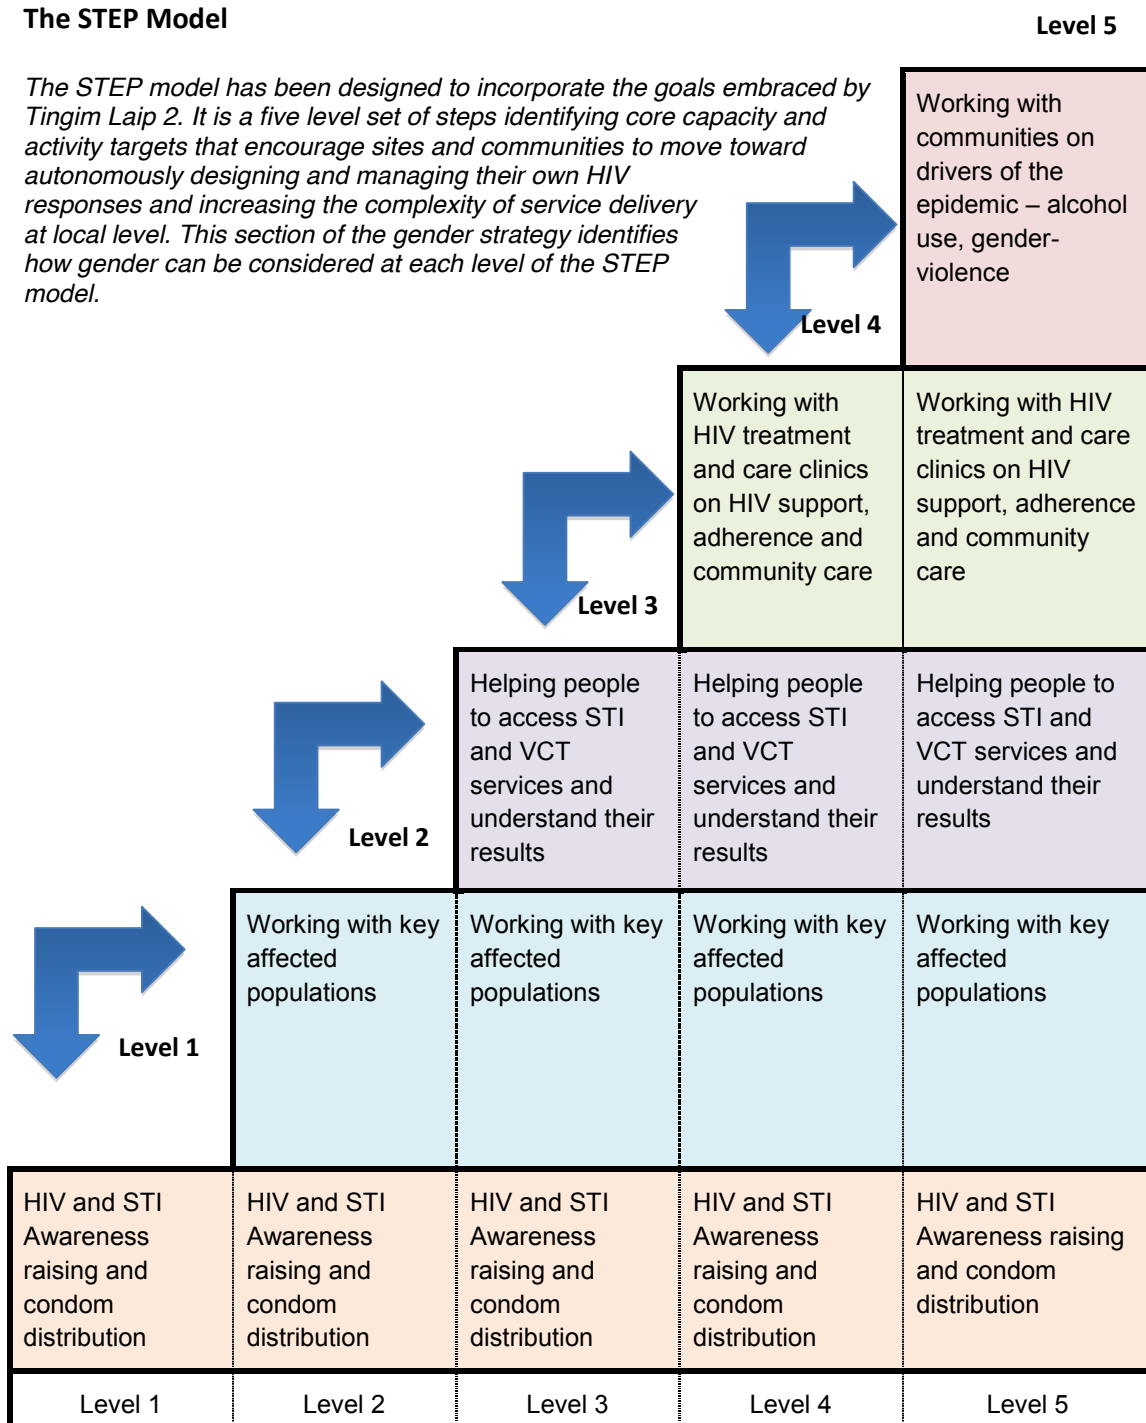 The STEP Model
Level 5
The STEP model has been designed to incorporate the goals embraced by
Tingim Laip 2. It is a five level set of steps identifying core capacity and
activity targets that encourage sites and communities to move toward
autonomously designing and managing their own HIV
responses and increasing the complexity of service delivery
at local level. This section of the gender strategy identifies
how gender can be considered at each level of the STEP
model.
Working with
communities on
drivers of the
epidemic – alcohol
use, gender-
violence
Level 4
Working with
HIV treatment
and care clinics
on HIV support,
adherence and
community care
Working with HIV
treatment and care
clinics on HIV
support, adherence
and community
care
Level 3
Helping people
to access STI
and VCT
services and
understand their
results
Helping people
to access STI
and VCT
services and
understand their
results
Helping people to
access STI and
VCT services and
understand their
results
Level 2
Working with key
affected
populations
Working with key
affected
populations
Working with key
affected
populations
Working with key
affected
populations
Level 1
HIV and STI
Awareness
raising and
condom
distribution
HIV and STI
Awareness
raising and
condom
distribution
HIV and STI
Awareness
raising and
condom
distribution
HIV and STI
Awareness
raising and
condom
distribution
HIV and STI
Awareness raising
and condom
distribution
Level 1
Level 2
Level 3
Level 4
Level 5